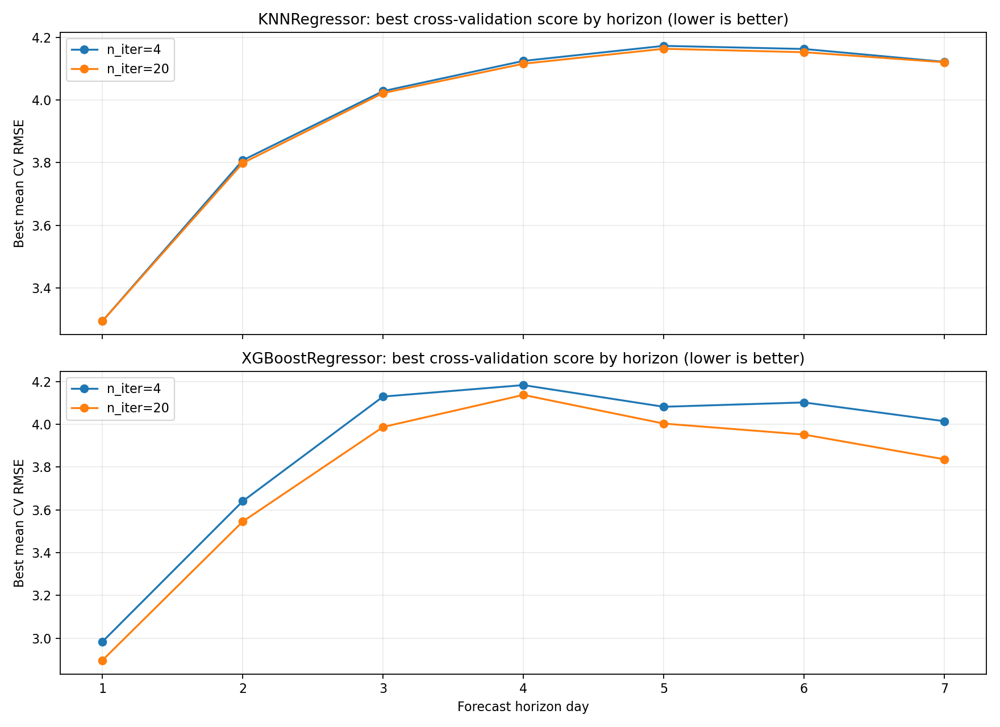 KNNRegressor: best cross-validation score by horizon (lower is better)
n_iter=4
n_iter=20
Best mean CV RMSE
4.2
4.0
3.8
3.6
3.4
XGBoostRegressor: best cross-validation score by horizon (lower is better)
n_iter=4
n_iter=20
Best mean CV RMSE
4.2
4.0
3.8
3.6
3.4
3.2
3.0
1 2 3 4 5 6 7
Forecast horizon day